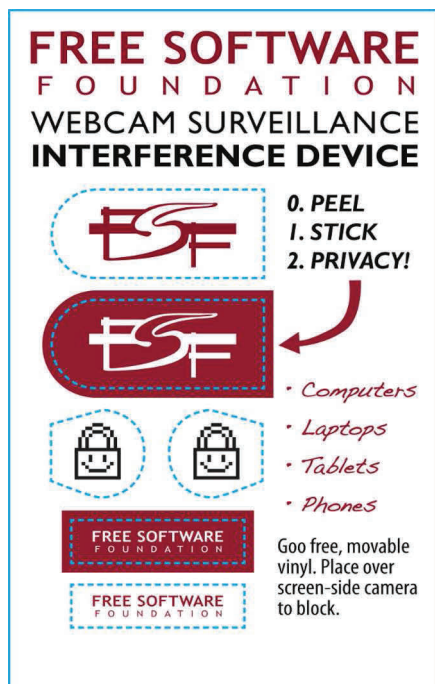 FREE SOFTWARE
FOUNDATION
WEBCAM SURVEILLANCE
INTERFERENCE DEVICE
FSF
0. PEEL
1. STICK
2. PRIVACY!
FSF
· Computers
· Laptops
· Tablets
· Phones
FREE SOFTWARE
FOUNDATION
FREE SOFTWARE
FOUNDATION
Goo free, movable
vinyl. Place over
screen-side camera
to block.